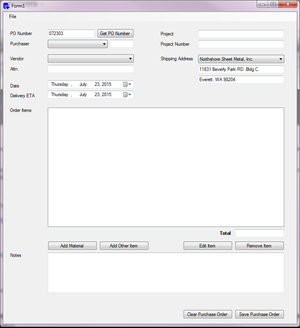 Form1
File
PO Number 072303 Get PO Number Project
Purchaser Project Number
Vendor Shipping Address Northshore Sheet Metal, Inc.
Attn. 11831 Beverly Park RD. Bldg C
Everett, WA 98204
Date Thursday , July 23, 2015
Delivery ETA Thursday , July 23, 2015
Order Items
Total
Add Material Add Other Item Edit Item Remove Item
Notes
Clear Purchase Order Save Purchase Order